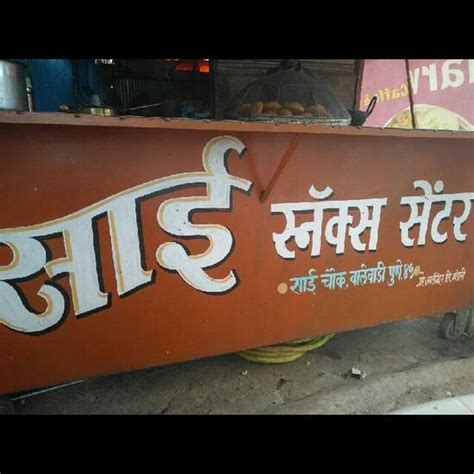 साई स्नॅक्स सेंटर
साई चौक, बालेवाडी पुणे.४५